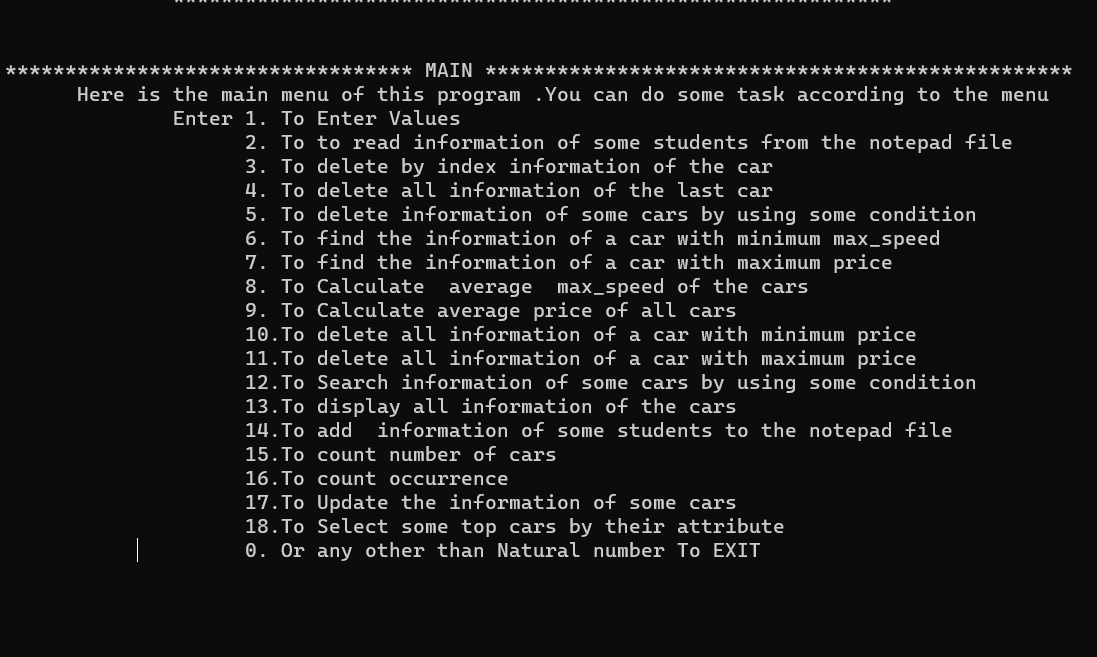 ************************************************************
********************************** MAIN *************************************************
Here is the main menu of this program .You can do some task according to the menu
Enter 1. To Enter Values
2. To to read information of some students from the notepad file
3. To delete by index information of the car
4. To delete all information of the last car
5. To delete information of some cars by using some condition
6. To find the information of a car with minimum max_speed
7. To find the information of a car with maximum price
8. To Calculate  average  max_speed of the cars
9. To Calculate average price of all cars
10.To delete all information of a car with minimum price
11.To delete all information of a car with maximum price
12.To Search information of some cars by using some condition
13.To display all information of the cars
14.To add  information of some students to the notepad file
15.To count number of cars
16.To count occurrence
17.To Update the information of some cars
18.To Select some top cars by their attribute
0. Or any other than Natural number To EXIT